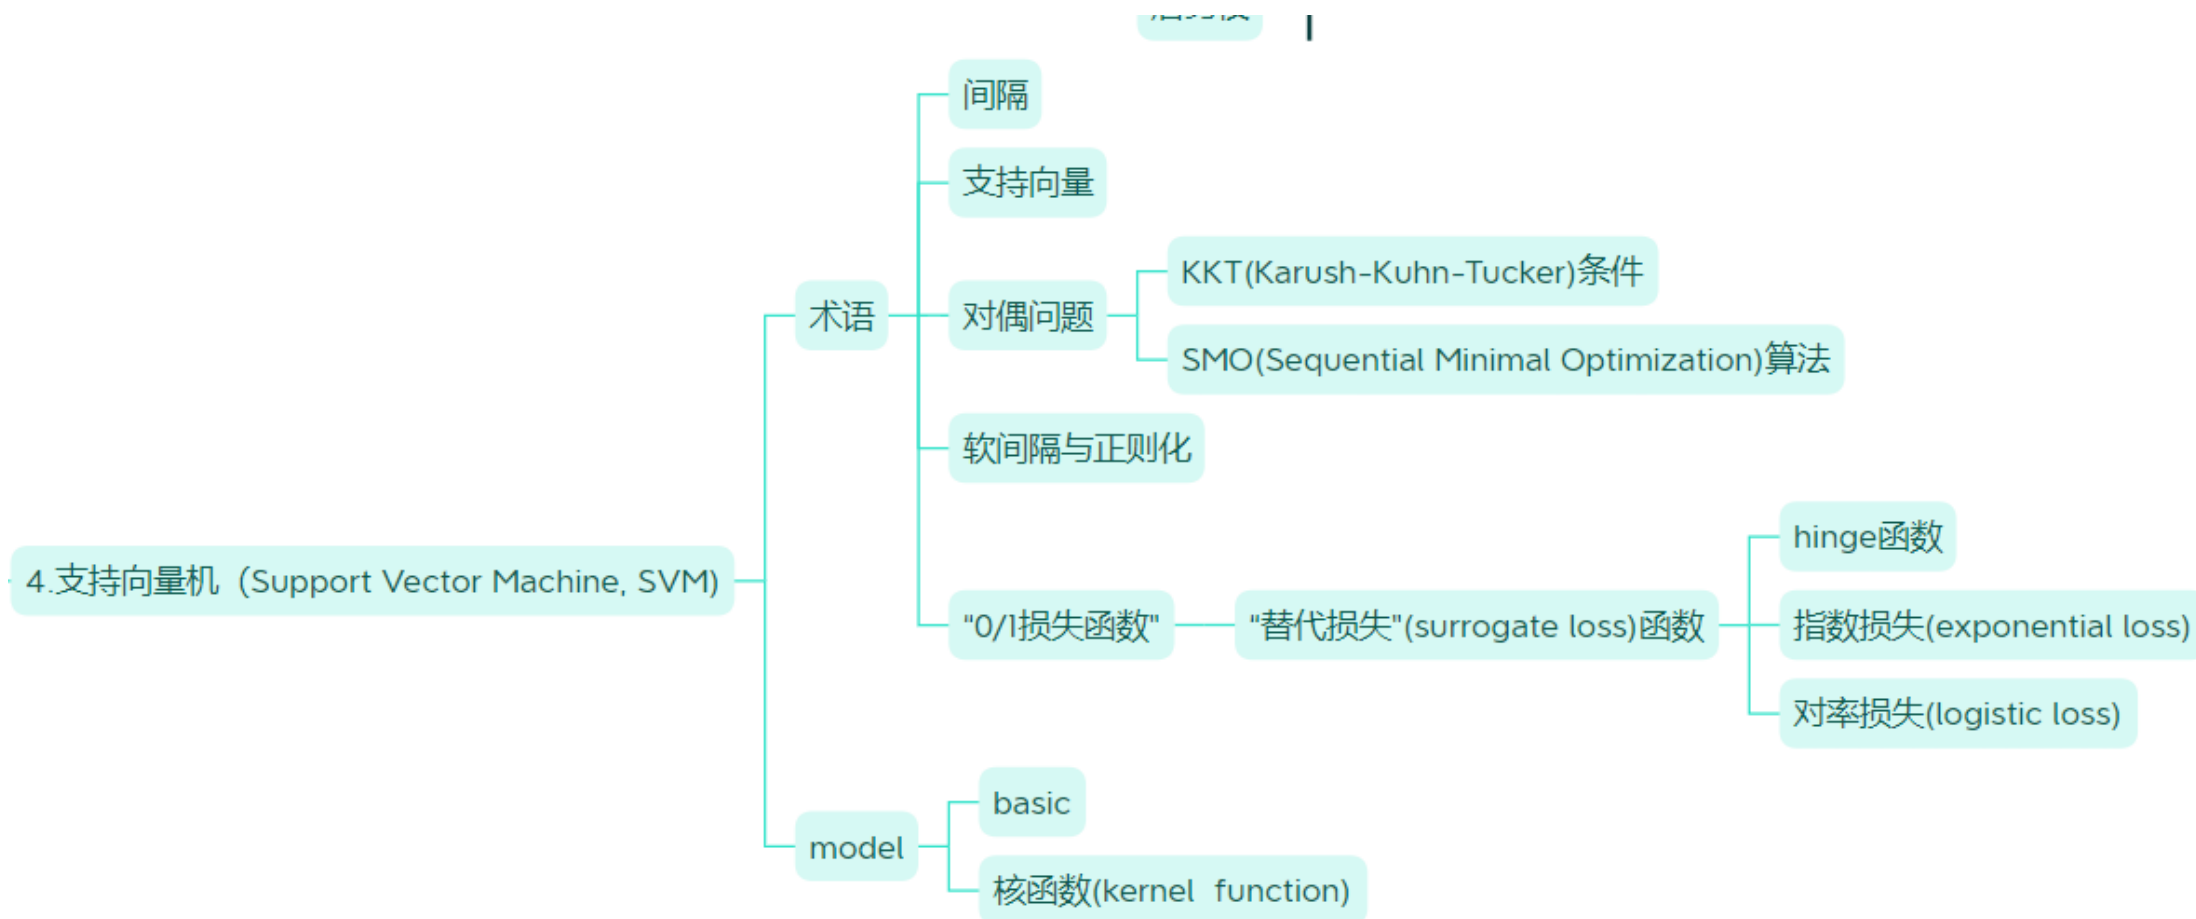 间隔
支持向量
KKT(Karush-Kuhn-Tucker)条件
术语
对偶问题
SMO(Sequential Minimal Optimization)算法
软间隔与正则化
hinge函数
4.支持向量机（Support Vector Machine, SVM)
"0/1损失函数"
“替代损失"(surrogate loss)函数
指数损失(exponential loss)
对率损失(logistic loss)
basic
model
核函数(kernel function)